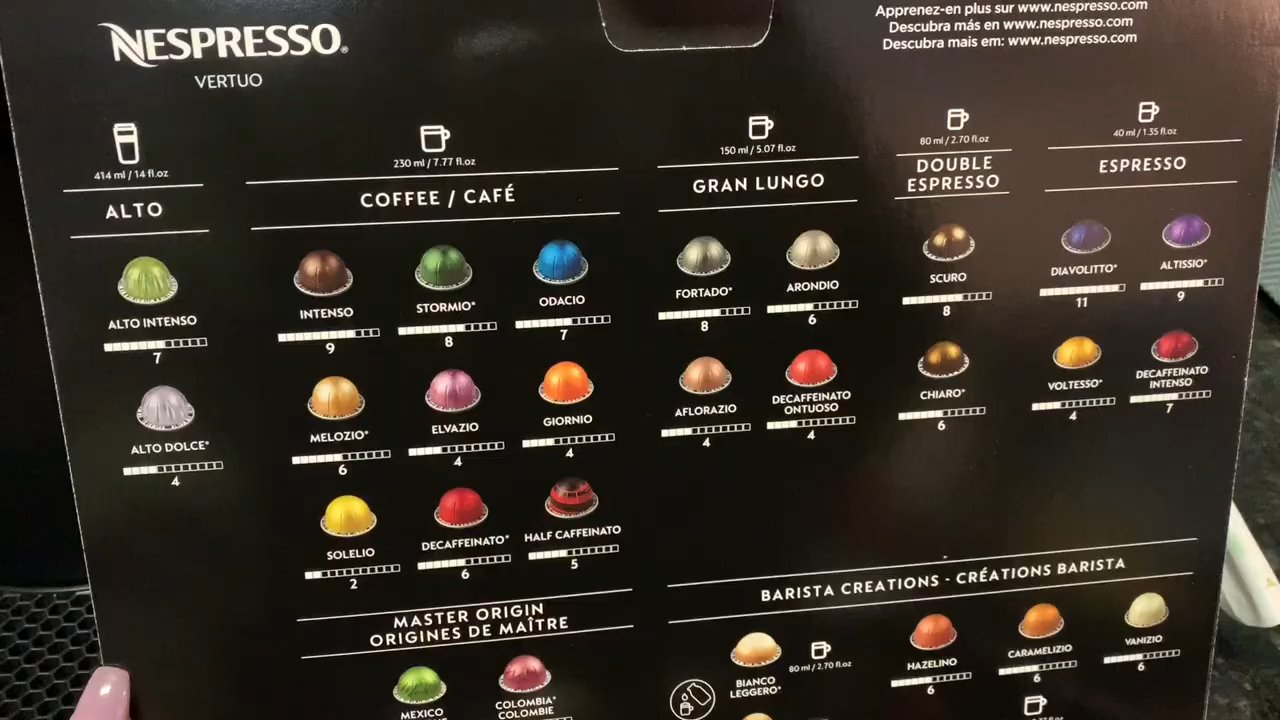 NESPRESSO®
VERTUO
Apprenez-en plus sur www.nespresso.com
Descubra más en www.nespresso.com
Descubra mais em: www.nespresso.com
414 ml / 14 fl.oz
ALTO
ALTO INTENSO
7
ALTO DOLCE*
4
230 ml / 7.77 fl.oz
COFFEE / CAFÉ
INTENSO
9
STORMIO*
8
ODACIO
7
MELOZIO*
6
ELVAZIO
4
GIORNIO
4
SOLELIO
2
DECAFFEINATO*
6
HALF CAFFEINATO
5
150 ml / 5.07 fl.oz
GRAN LUNGO
FORTADO*
8
ARONDIO
6
AFLORAZIO
4
DECAFFEINATO
ONTUOSO
4
80 ml / 2.70 fl.oz
DOUBLE
ESPRESSO
SCURO
8
CHIARO*
6
40 ml / 1.35 fl.oz
ESPRESSO
DIAVOLITTO*
11
ALTISSIO*
9
VOLTESSO*
4
DECAFFEINATO
INTENSO
7
MASTER ORIGIN
ORIGINES DE MAÎTRE
MEXICO
COLOMBIA*
COLOMBIE
BARISTA CREATIONS - CRÉATIONS BARISTA
BIANCO
LEGGERO*
80 ml / 2.70 fl.oz
HAZELINO
6
CARAMELIZIO
6
VANIZIO
6